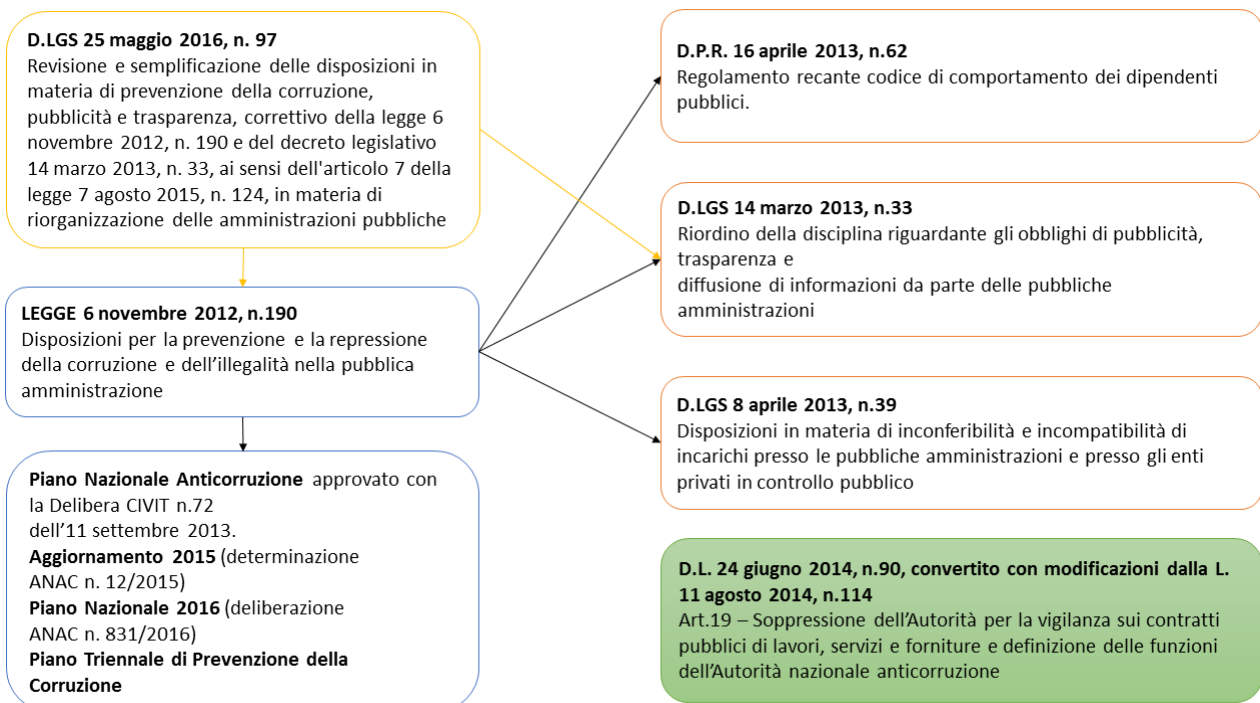 D.LGS 25 maggio 2016, n. 97
Revisione e semplificazione delle disposizioni in
materia di prevenzione della corruzione,
pubblicità e trasparenza, correttivo della legge 6
novembre 2012, n. 190 e del decreto legislativo
14 marzo 2013, n. 33, ai sensi dell'articolo 7 della
legge 7 agosto 2015, n. 124, in materia di
riorganizzazione delle amministrazioni pubbliche
LEGGE 6 novembre 2012, n.190
Disposizioni per la prevenzione e la repressione
della corruzione e dell’illegalità nella pubblica
amministrazione
Piano Nazionale Anticorruzione approvato con
la Delibera CIVIT n.72
dell’11 settembre 2013.
Aggiornamento 2015 (determinazione
ANAC n. 12/2015)
Piano Nazionale 2016 (deliberazione
ANAC n. 831/2016)
Piano Triennale di Prevenzione della
Corruzione
D.P.R. 16 aprile 2013, n.62
Regolamento recante codice di comportamento dei dipendenti
pubblici.
D.LGS 14 marzo 2013, n.33
Riordino della disciplina riguardante gli obblighi di pubblicità,
trasparenza e
diffusione di informazioni da parte delle pubbliche
amministrazioni
D.LGS 8 aprile 2013, n.39
Disposizioni in materia di inconferibilità e incompatibilità di
incarichi presso le pubbliche amministrazioni e presso gli enti
privati in controllo pubblico
D.L. 24 giugno 2014, n.90, convertito con modificazioni dalla L.
11 agosto 2014, n.114
Art.19 – Soppressione dell’Autorità per la vigilanza sui contratti
pubblici di lavori, servizi e forniture e definizione delle funzioni
dell’Autorità nazionale anticorruzione